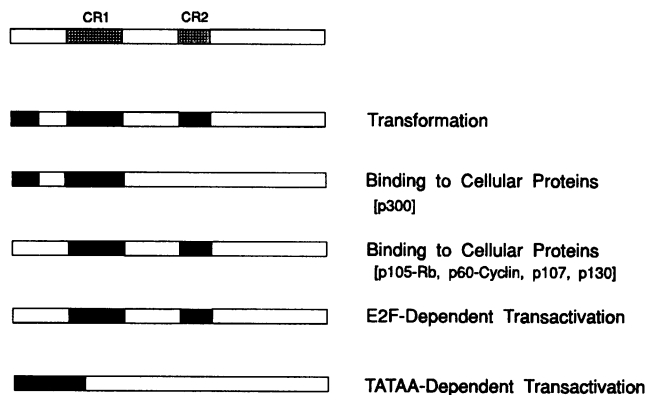 CR1 CR2
Transformation
Binding to Cellular Proteins
[p300]
Binding to Cellular Proteins
[p105-Rb, p60-Cyclin, p107, p130]
E2F-Dependent Transactivation
TATAA-Dependent Transactivation